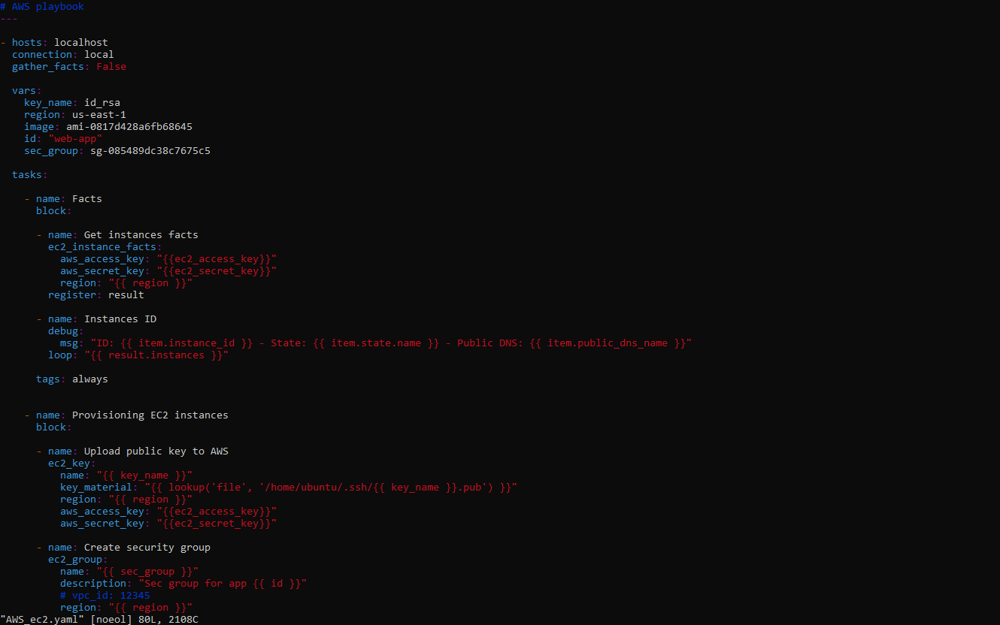 # AWS playbook
---
- hosts: localhost
  connection: local
  gather_facts: False
  vars:
    key_name: id_rsa
    region: us-east-1
    image: ami-0817d428a6fb68645
    id: "web-app"
    sec_group: sg-085489dc38c7675c5
  tasks:
    - name: Facts
      block:
      - name: Get instances facts
        ec2_instance_facts:
          aws_access_key: "{{ec2_access_key}}"
          aws_secret_key: "{{ec2_secret_key}}"
          region: "{{ region }}"
        register: result
      - name: Instances ID
        debug:
          msg: "ID: {{ item.instance_id }} - State: {{ item.state.name }} - Public DNS: {{ item.public_dns_name }}"
        loop: "{{ result.instances }}"
      tags: always
    - name: Provisioning EC2 instances
      block:
      - name: Upload public key to AWS
        ec2_key:
          name: "{{ key_name }}"
          key_material: "{{ lookup('file', '/home/ubuntu/.ssh/{{ key_name }}.pub') }}"
          region: "{{ region }}"
          aws_access_key: "{{ec2_access_key}}"
          aws_secret_key: "{{ec2_secret_key}}"
      - name: Create security group
        ec2_group:
          name: "{{ sec_group }}"
          description: "Sec group for app {{ id }}"
          # vpc_id: 12345
          region: "{{ region }}"
"AWS_ec2.yaml" [noeol] 80L, 2108C